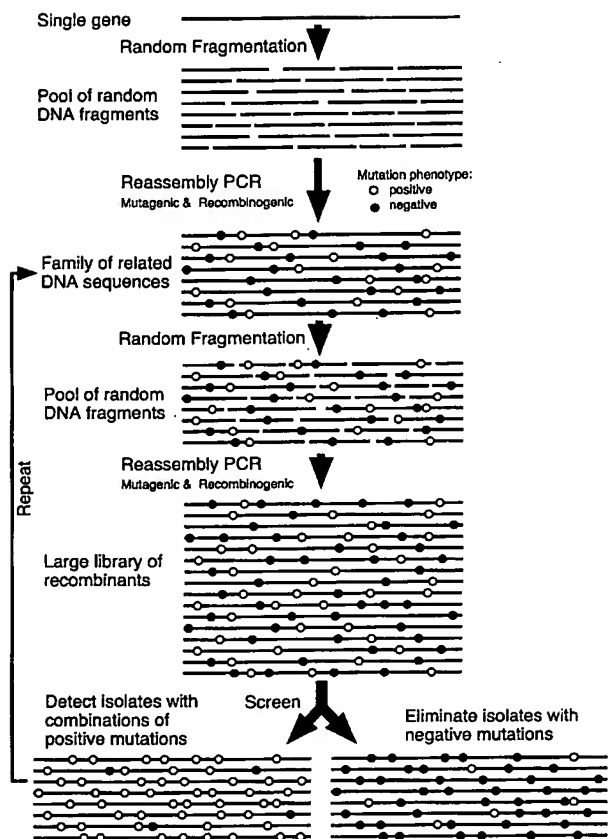 Single gene
Random Fragmentation
Pool of random
DNA fragments
Reassembly PCR
Mutagenic & Recombinogenic
Mutation phenotype:
positive
negative
Family of related
DNA sequences
Random Fragmentation
Pool of random
DNA fragments
Reassembly PCR
Mutagenic & Recombinogenic
Repeat
Large library of
recombinants
Screen
Detect isolates with
combinations of
positive mutations
Eliminate isolates with
negative mutations